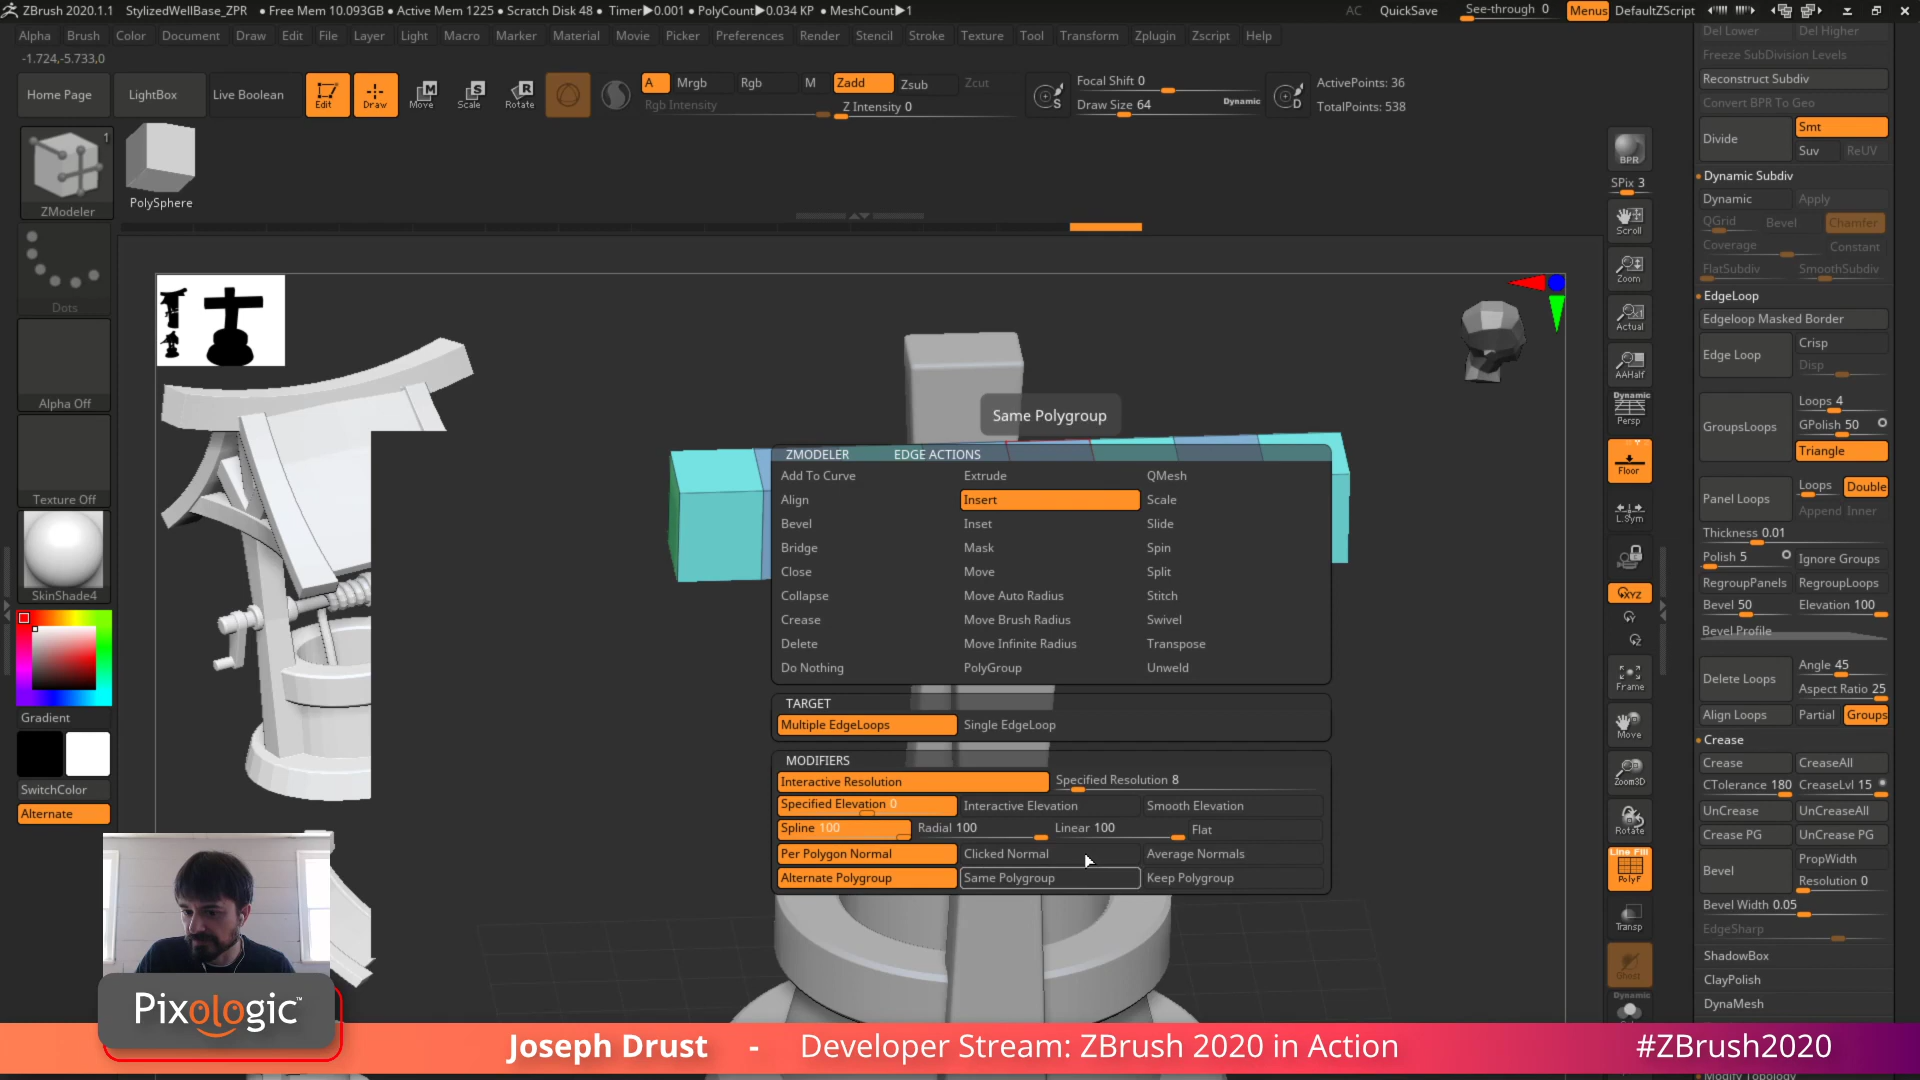 ZBrush 2020.1.1 StylizedWellBase_ZPR • Free Mem 10.093GB • Active Mem 1225 • Scratch Disk 48 • Timer▶0.001 • PolyCount▶0.034 KP • MeshCount▶1 AC QuickSave See-through 0 Menus DefaultZScript
Alpha Brush Color Document Draw Edit File Layer Light Macro Marker Material Movie Picker Preferences Render Stencil Stroke Texture Tool Transform Zplugin Zscript Help
-1.724,-5.733,0
Home Page LightBox Live Boolean Edit Draw Move Scale Rotate
A Mrgb Rgb M Zadd Zsub Zcut
Rgb Intensity Z Intensity 0
Focal Shift 0
Draw Size 64 Dynamic
S
D
ActivePoints: 36
TotalPoints: 538
1
ZModeler
PolySphere
Dots
Alpha Off
Texture Off
SkinShade4
Gradient
SwitchColor
Alternate
Same Polygroup
ZMODELER EDGE ACTIONS
Add To Curve Extrude QMesh
Align Insert Scale
Bevel Inset Slide
Bridge Mask Spin
Close Move Split
Collapse Move Auto Radius Stitch
Crease Move Brush Radius Swivel
Delete Move Infinite Radius Transpose
Do Nothing PolyGroup Unweld
TARGET
Multiple EdgeLoops Single EdgeLoop
MODIFIERS
Interactive Resolution Specified Resolution 8
Specified Elevation 0 Interactive Elevation Smooth Elevation
Spline 100 Radial 100 Linear 100 Flat
Per Polygon Normal Clicked Normal Average Normals
Alternate Polygroup Same Polygroup Keep Polygroup
BPR
SPix 3
Scroll
Zoom
Actual
AAHalf
Dynamic
Persp
Floor
L.Sym
XYZ
Frame
Move
Zoom3D
Rotate
Line Fill
PolyF
Transp
Ghost
Dynamic
Del Lower Del Higher
Freeze SubDivision Levels
Reconstruct Subdiv
Convert BPR To Geo
Divide Smt
Suv ReUV
Dynamic Subdiv
Dynamic Apply
QGrid Bevel Chamfer
Coverage Constant
FlatSubdiv SmoothSubdiv
EdgeLoop
Edgeloop Masked Border
Edge Loop Crisp
Disp
GroupsLoops Loops 4
GPolish 50
Triangle
Panel Loops Loops Double
Append Inner
Thickness 0.01
Polish 5 Ignore Groups
RegroupPanels RegroupLoops
Bevel 50 Elevation 100
Bevel Profile
Delete Loops Angle 45
Aspect Ratio 25
Align Loops Partial Groups
Crease
Crease CreaseAll
CTolerance 180 CreaseLvl 15
UnCrease UnCreaseAll
Crease PG UnCrease PG
Bevel PropWidth
Resolution 0
Bevel Width 0.05
EdgeSharp
ShadowBox
ClayPolish
DynaMesh
Modify Topology
Pixologic™
Joseph Drust - Developer Stream: ZBrush 2020 in Action #ZBrush2020